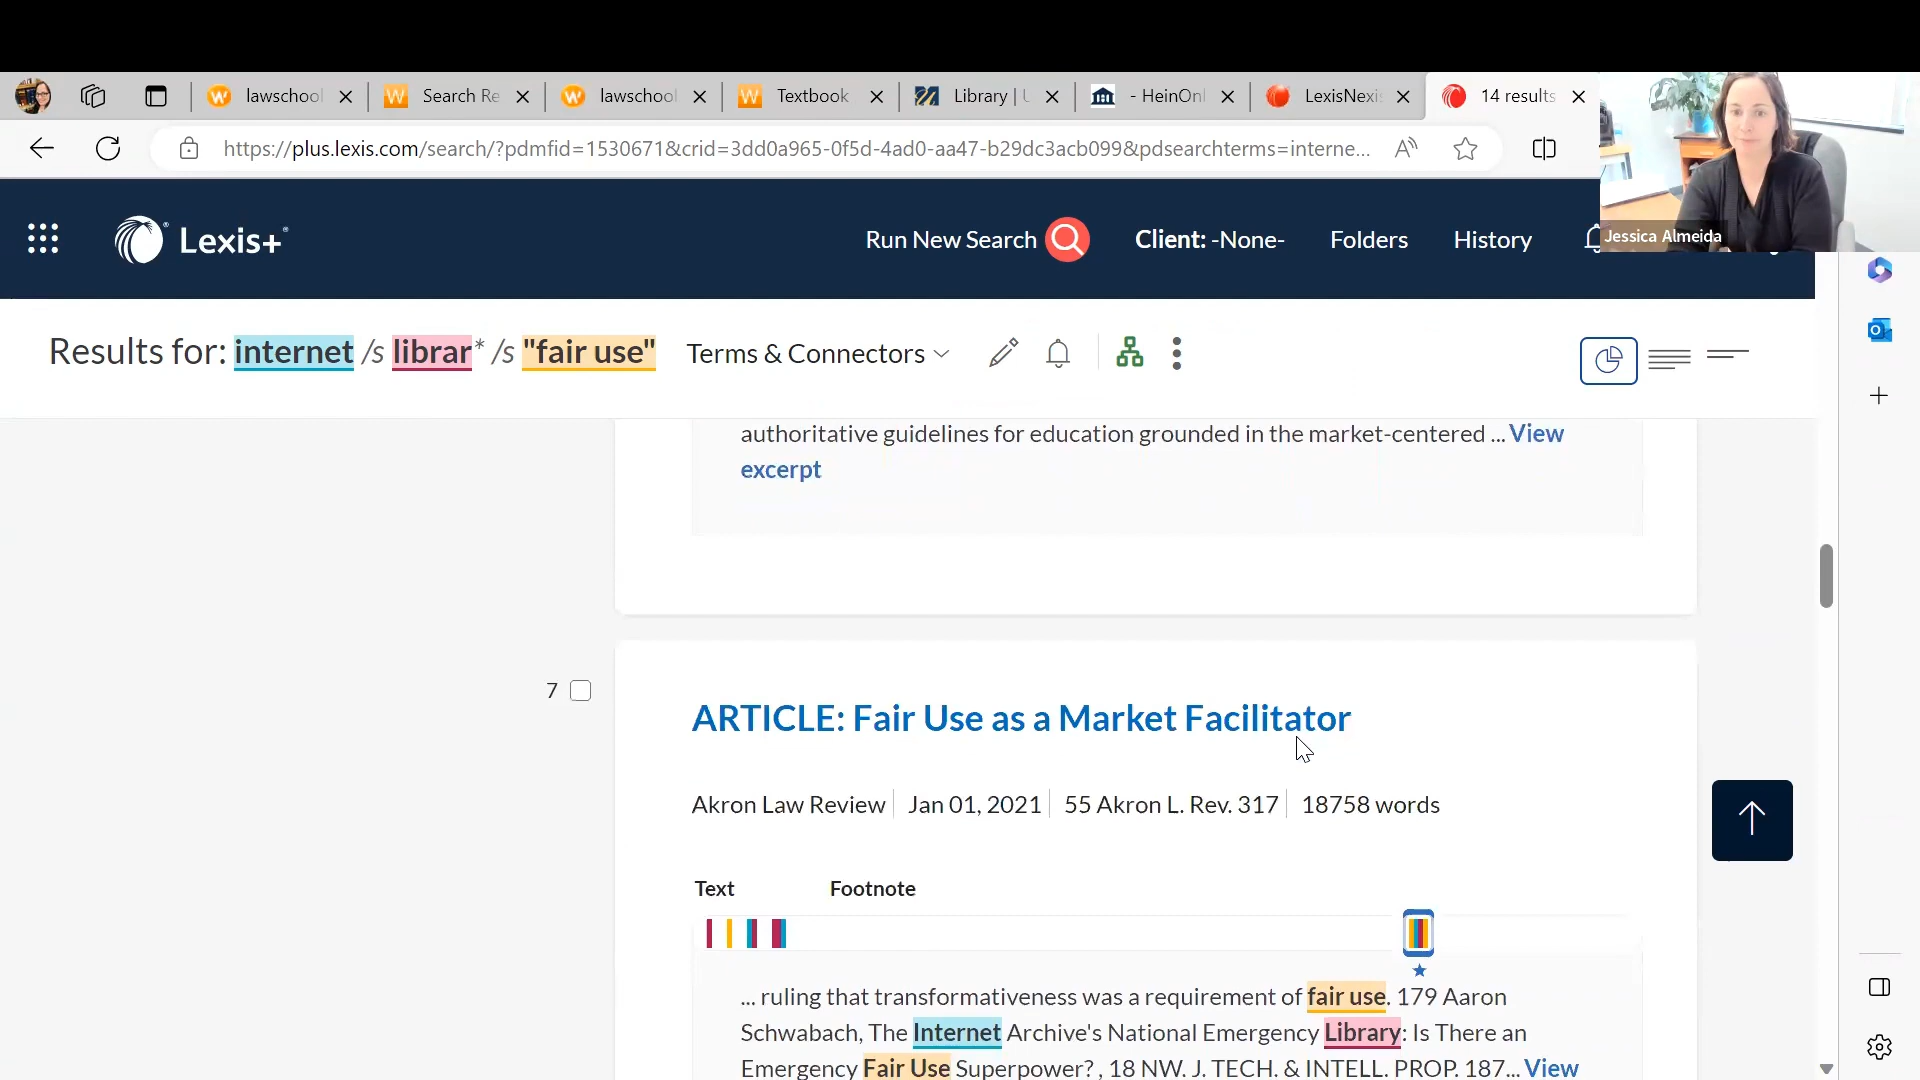 lawschool
Search Re
lawschool
Textbook
Library | U
- HeinOnl
LexisNexis
14 results
https://plus.lexis.com/search/?pdmfid=1530671&crid=3dd0a965-0f5d-4ad0-aa47-b29dc3acb099&pdsearchterms=interne...
Lexis+
Run New Search
Client: -None-
Folders
History
Jessica Almeida
Results for: internet /s librar* /s "fair use"
Terms & Connectors
authoritative guidelines for education grounded in the market-centered ... View
excerpt
7
ARTICLE: Fair Use as a Market Facilitator
Akron Law Review
Jan 01, 2021
55 Akron L. Rev. 317
18758 words
Text
Footnote
... ruling that transformativeness was a requirement of fair use. 179 Aaron
Schwabach, The Internet Archive's National Emergency Library: Is There an
Emergency Fair Use Superpower? , 18 NW. J. TECH. & INTELL. PROP. 187... View